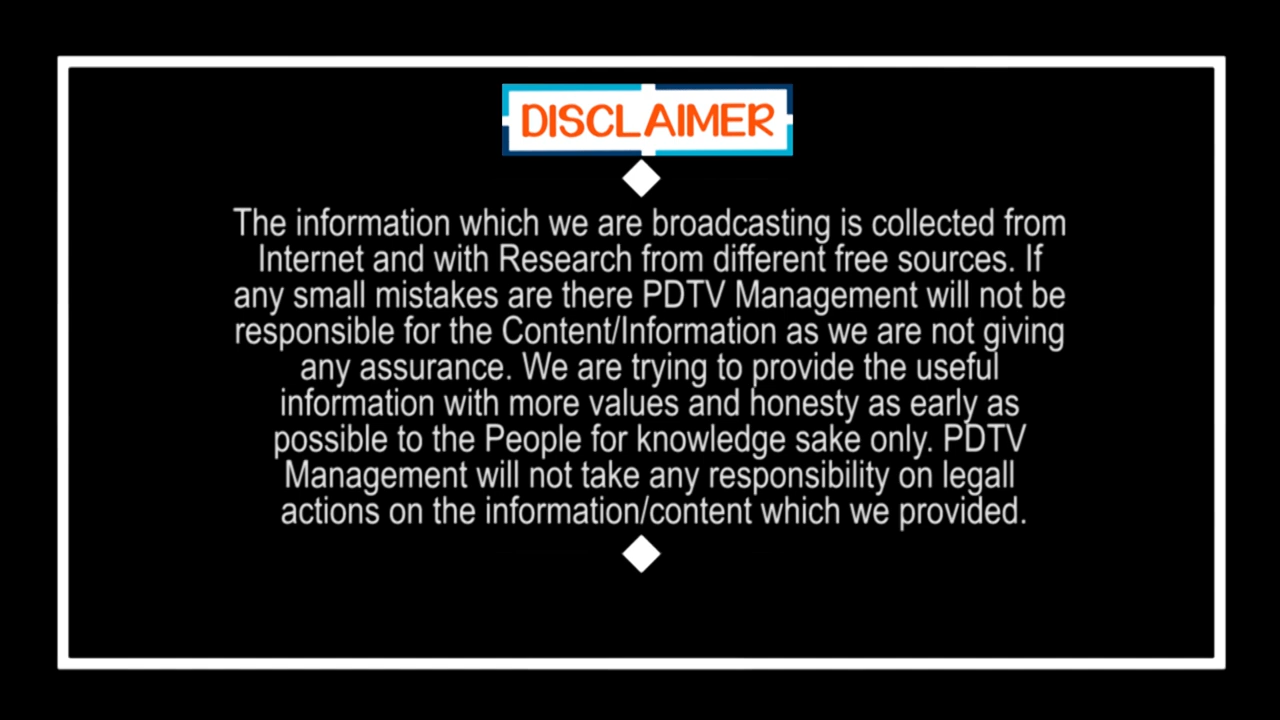 DISCLAIMER
The information which we are broadcasting is collected from
Internet and with Research from different free sources. If
any small mistakes are there PDTV Management will not be
responsible for the Content/Information as we are not giving
any assurance. We are trying to provide the useful
information with more values and honesty as early as
possible to the People for knowledge sake only. PDTV
Management will not take any responsibility on legall
actions on the information/content which we provided.